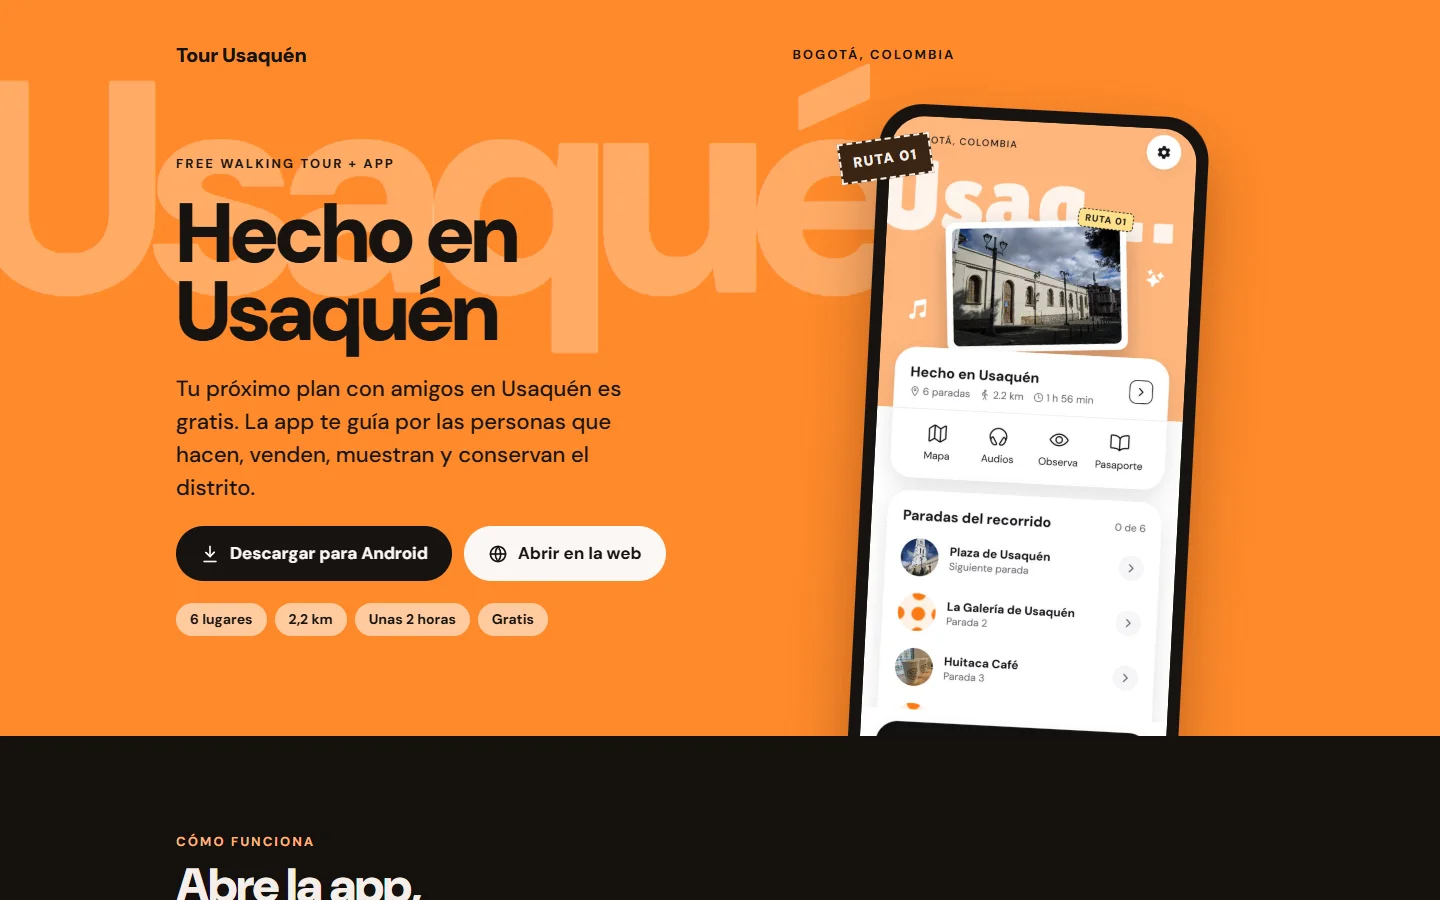 Tour Usaquén
BOGOTÁ, COLOMBIA
Usaqué
FREE WALKING TOUR + APP
Hecho en
Usaquén
Tu próximo plan con amigos en Usaquén es
gratis. La app te guía por las personas que
hacen, venden, muestran y conservan el
distrito.
Descargar para Android
Abrir en la web
6 lugares
2,2 km
Unas 2 horas
Gratis
RUTA 01
OTÁ, COLOMBIA
Usaq...
RUTA 01
Hecho en Usaquén
6 paradas
2.2 km
1 h 56 min
Mapa
Audios
Observa
Pasaporte
Paradas del recorrido
0 de 6
Plaza de Usaquén
Siguiente parada
La Galería de Usaquén
Parada 2
Huitaca Café
Parada 3
CÓMO FUNCIONA
Abre la app,